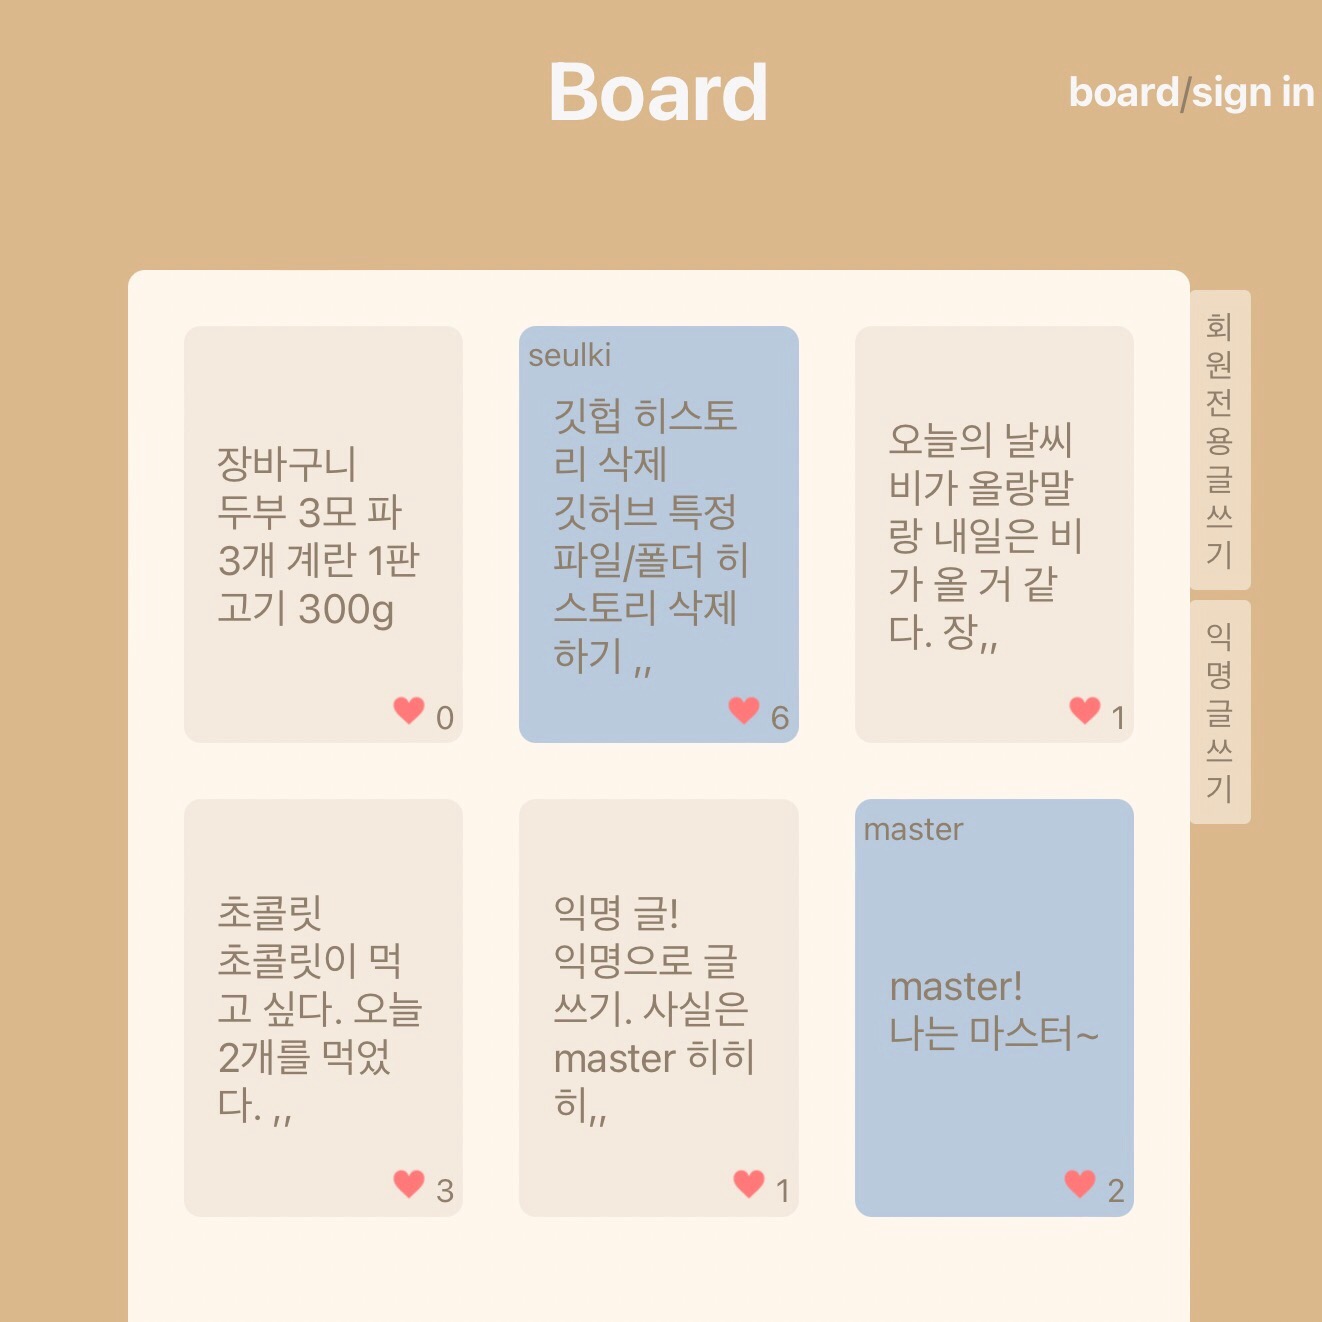 Board
board/sign in
장바구니
두부 3모 파
3개 계란 1판
고기 300g
0
seulki
깃헙 히스토
리 삭제
깃허브 특정
파일/폴더 히
스토리 삭제
하기 ,,
6
오늘의 날씨
비가 올랑말
랑 내일은 비
가 올 거 같
다. 장,,
1
초콜릿
초콜릿이 먹
고 싶다. 오늘
2개를 먹었
다. ,,
3
익명 글!
익명으로 글
쓰기. 사실은
master 히히
히,,
1
master
master!
나는 마스터~
2
회
원
전
용
글
쓰
기
익
명
글
쓰
기